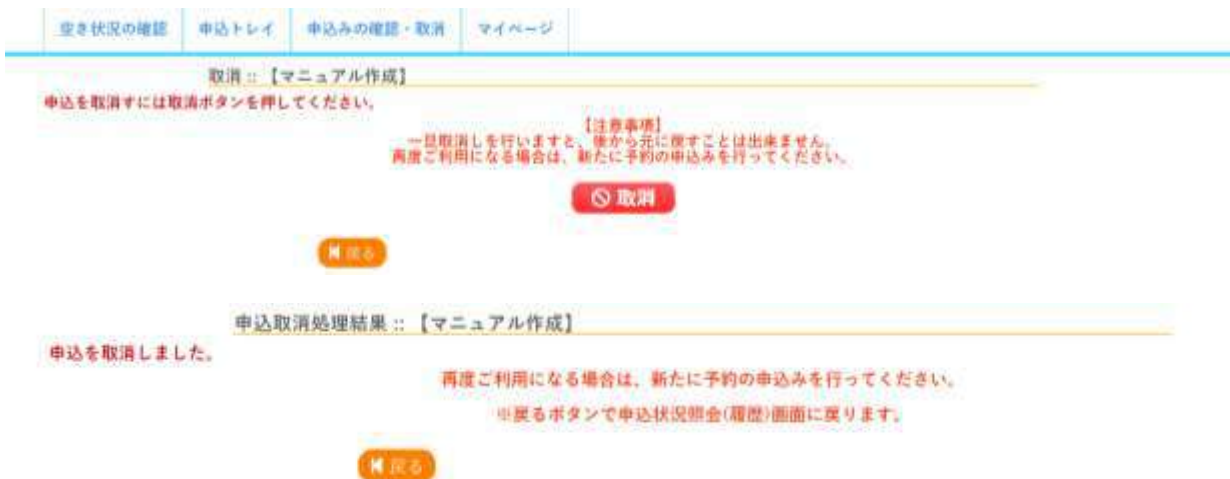 空き状況の確認 申込トレイ 申込みの確認・取消 マイページ
取消 :: 【マニュアル作成】
申込を取消すには取消ボタンを押してください。
【注意事項】
一旦取消しを行いますと、後から元に戻すことは出来ません。
再度ご利用になる場合は、新たに予約の申込みを行ってください。
取消
戻る
申込取消処理結果 :: 【マニュアル作成】
申込を取消しました。
再度ご利用になる場合は、新たに予約の申込みを行ってください。
※戻るボタンで申込状況照会(履歴)画面に戻ります。
戻る